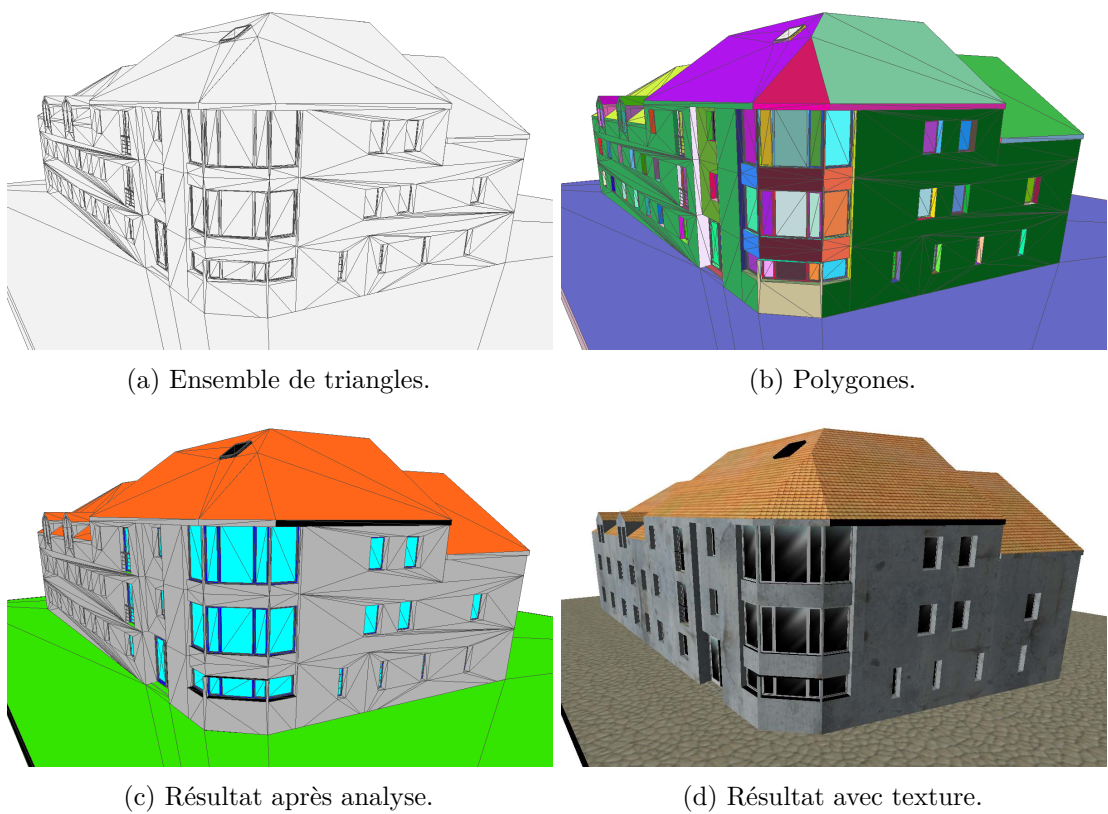 (a) Ensemble de triangles.
(b) Polygones.
(c) Résultat après analyse.
(d) Résultat avec texture.